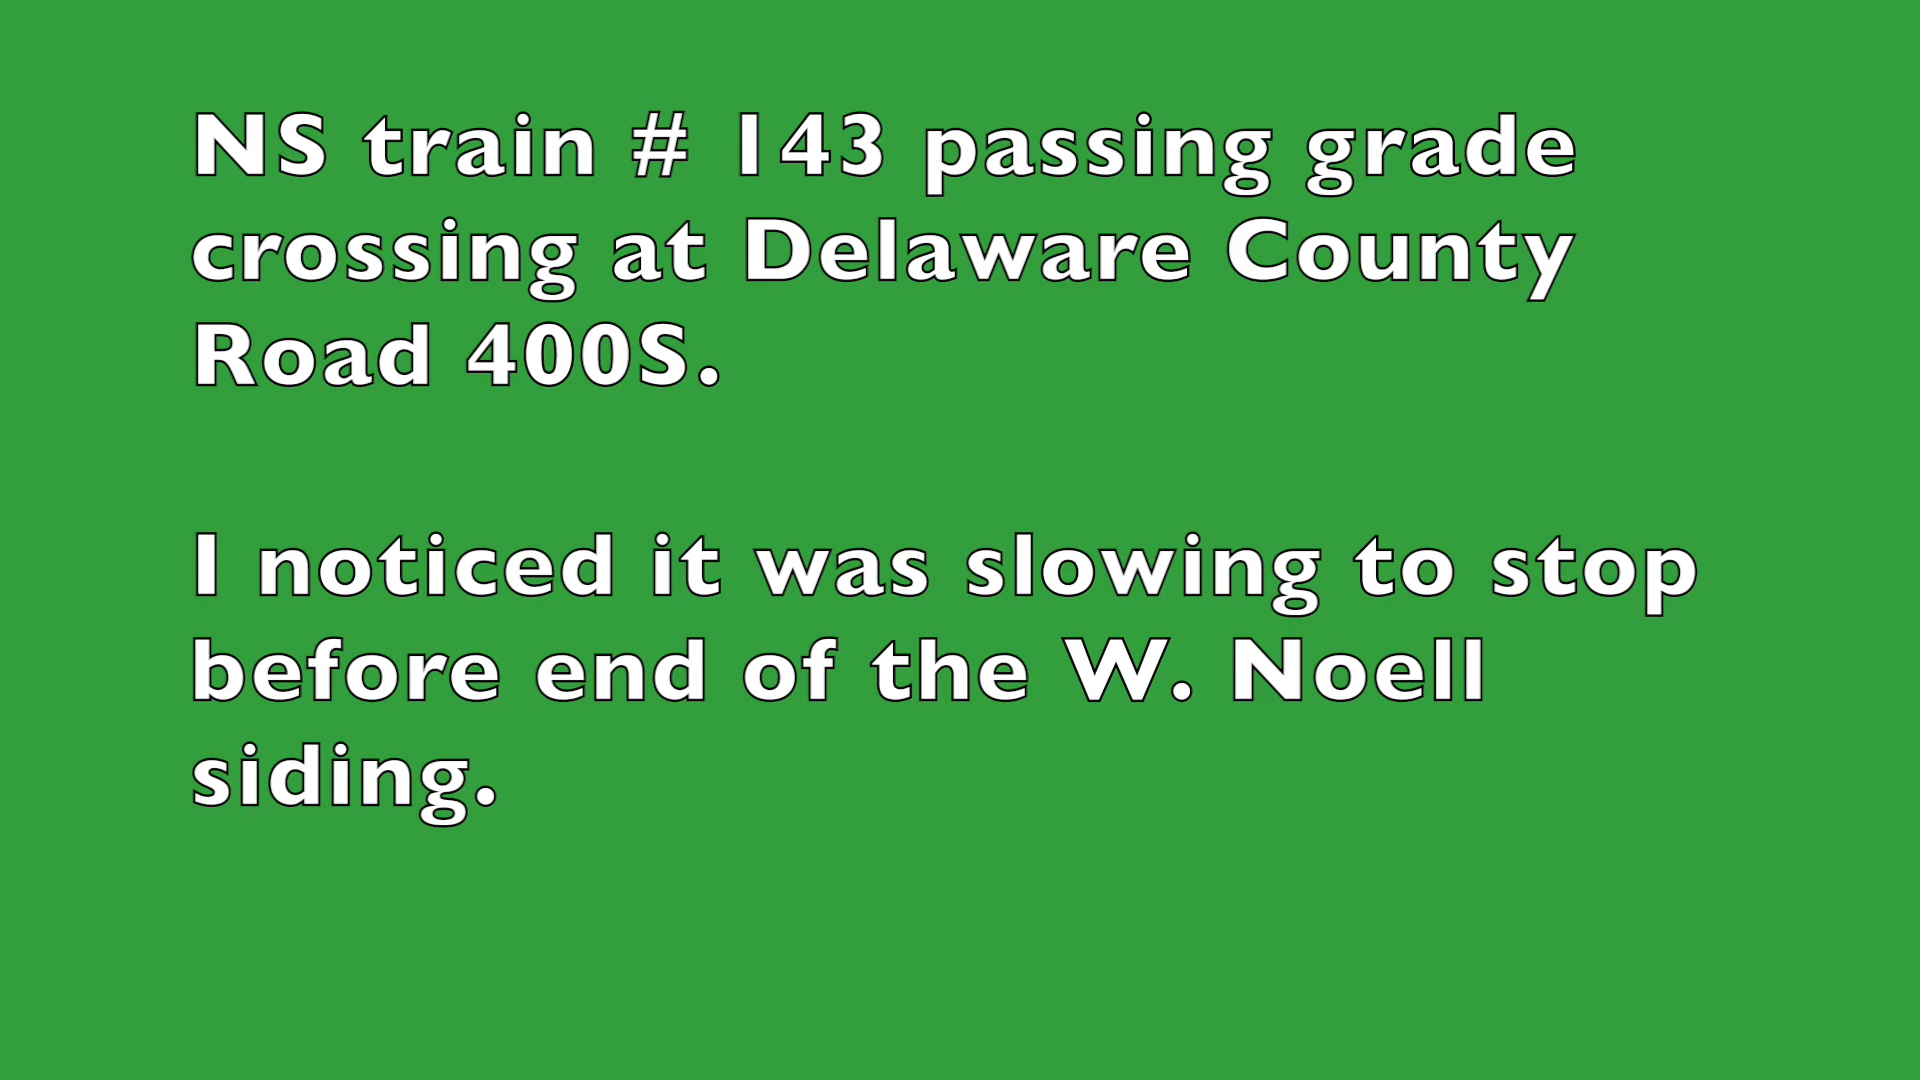 NS train # 143 passing grade
crossing at Delaware County
Road 400S.
I noticed it was slowing to stop
before end of the W. Noell
siding.